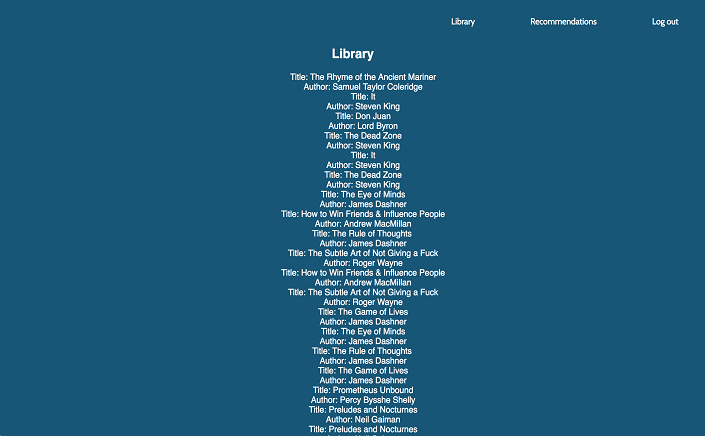 Library
Recommendations
Log out
Library
Title: The Rhyme of the Ancient Mariner
Author: Samuel Taylor Coleridge
Title: It
Author: Steven King
Title: Don Juan
Author: Lord Byron
Title: The Dead Zone
Author: Steven King
Title: It
Author: Steven King
Title: The Dead Zone
Author: Steven King
Title: The Eye of Minds
Author: James Dashner
Title: How to Win Friends & Influence People
Author: Andrew MacMillan
Title: The Rule of Thoughts
Author: James Dashner
Title: The Subtle Art of Not Giving a Fuck
Author: Roger Wayne
Title: How to Win Friends & Influence People
Author: Andrew MacMillan
Title: The Subtle Art of Not Giving a Fuck
Author: Roger Wayne
Title: The Game of Lives
Author: James Dashner
Title: The Eye of Minds
Author: James Dashner
Title: The Rule of Thoughts
Author: James Dashner
Title: The Game of Lives
Author: James Dashner
Title: Prometheus Unbound
Author: Percy Bysshe Shelly
Title: Preludes and Nocturnes
Author: Neil Gaiman
Title: Preludes and Nocturnes